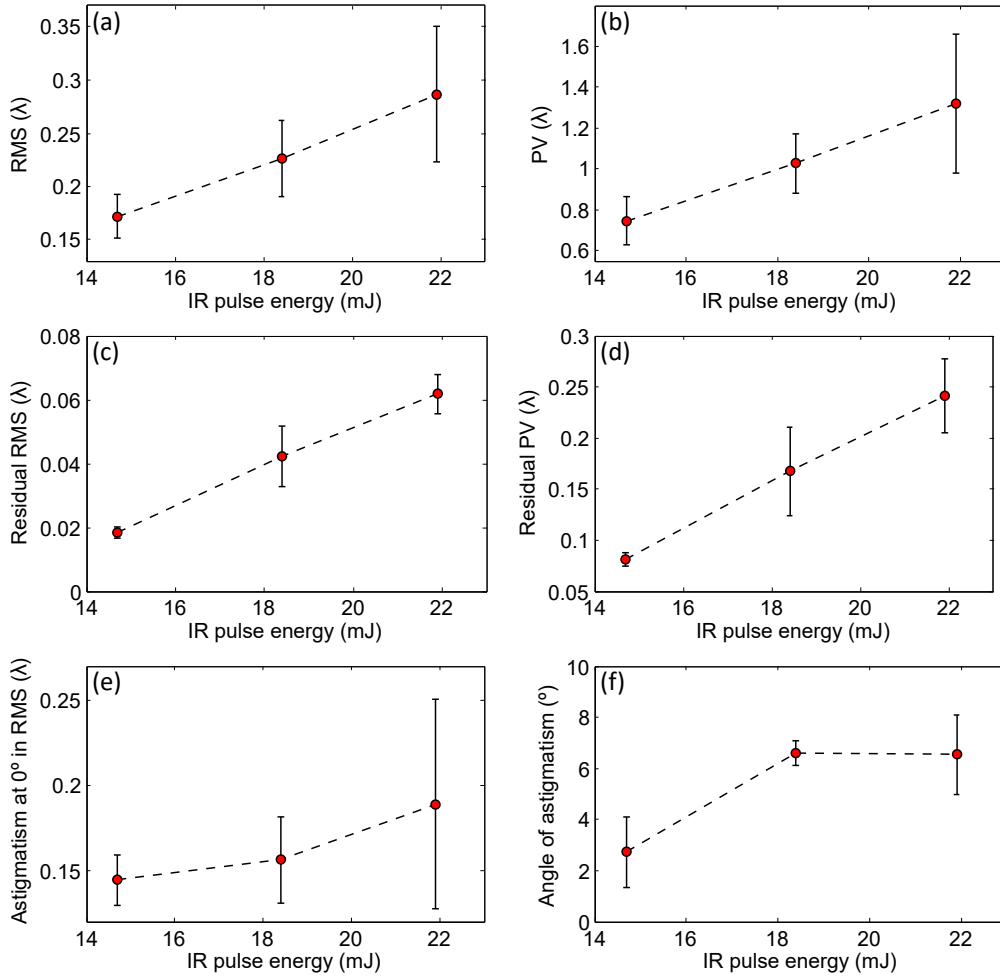 (a)
RMS (λ)
0.35
0.3
0.25
0.2
0.15
14 16 18 20 22
IR pulse energy (mJ)
(b)
PV (λ)
1.6
1.4
1.2
1
0.8
0.6
14 16 18 20 22
IR pulse energy (mJ)
(c)
Residual RMS (λ)
0.08
0.06
0.04
0.02
0
14 16 18 20 22
IR pulse energy (mJ)
(d)
Residual PV (λ)
0.3
0.25
0.2
0.15
0.1
0.05
14 16 18 20 22
IR pulse energy (mJ)
(e)
Astigmatism at 0º in RMS (λ)
0.25
0.2
0.15
14 16 18 20 22
IR pulse energy (mJ)
(f)
Angle of astigmatism (º)
10
8
6
4
2
0
14 16 18 20 22
IR pulse energy (mJ)